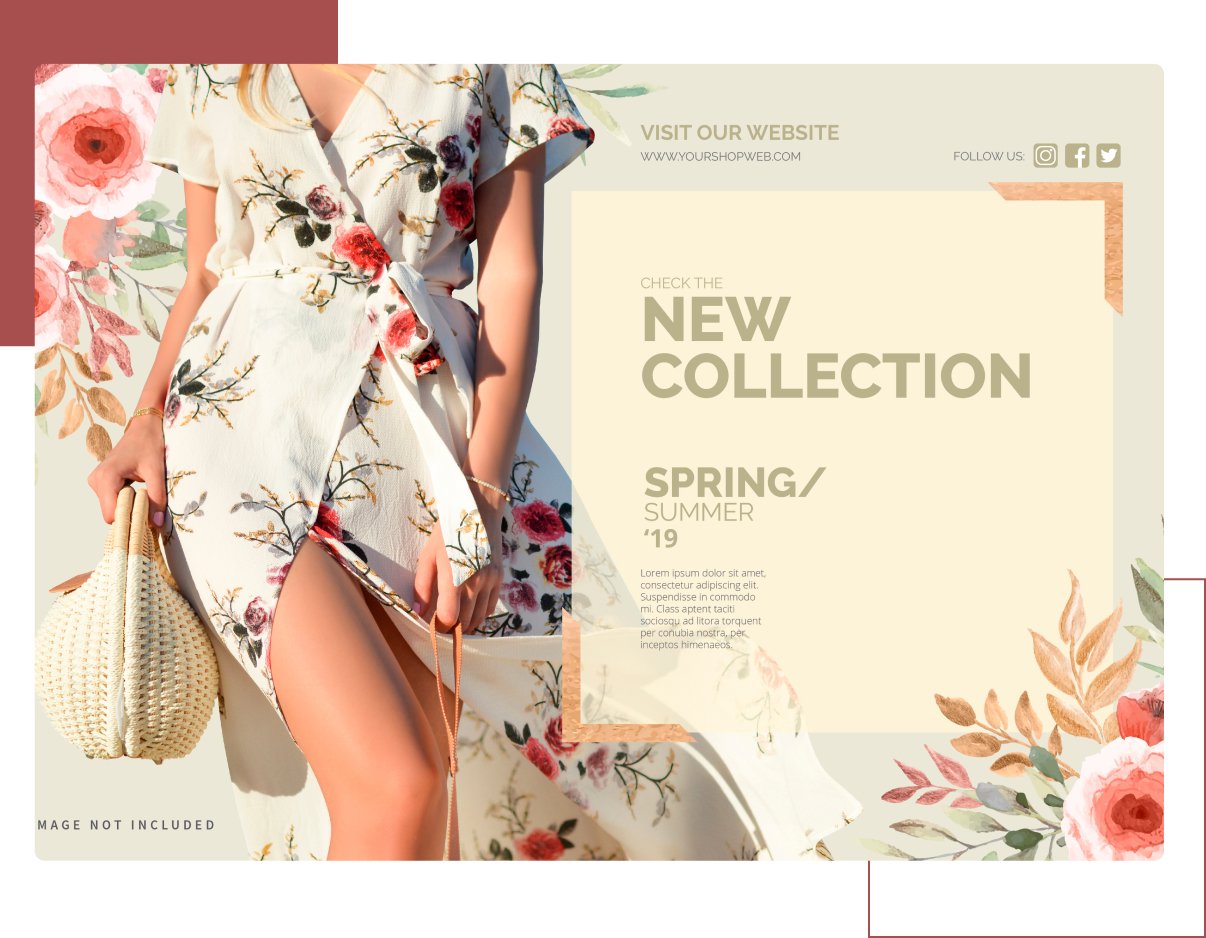 VISIT OUR WEBSITE
WWW.YOURSHOPWEB.COM
FOLLOW US:
CHECK THE
NEW
COLLECTION
SPRING/
SUMMER
‘19
Lorem ipsum dolor sit amet,
consectetur adipiscing elit.
Suspendisse in commodo
mi. Class aptent taciti
sociosqu ad litora torquent
per conubia nostra, per
inceptos himenaeos.
MAGE NOT INCLUDED